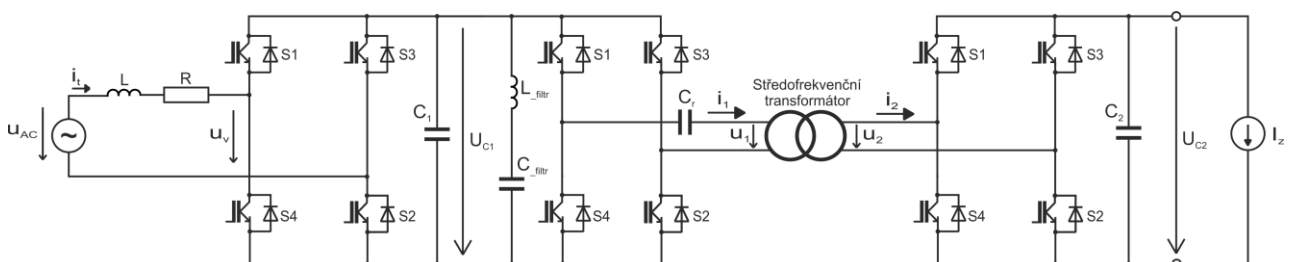 S1
S3
S1
S3
S1
S3
i_t
L
R
L_filtr
Středofrekvenční
transformátor
C_r
i_1
i_2
u_AC
u_v
C_1
U_C1
u_1
u_2
C_2
U_C2
I_z
C_filtr
S4
S2
S4
S2
S4
S2